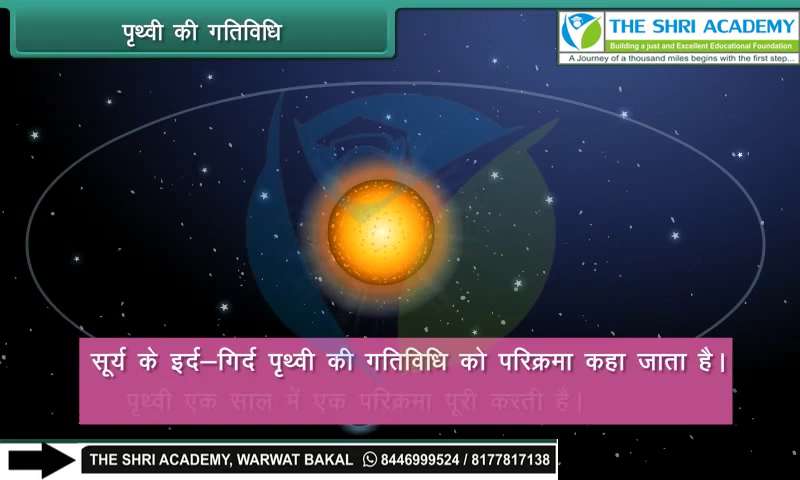 पृथ्वी की गतिविधि
THE SHRI ACADEMY
Building a just and Excellent Educational Foundation
A Journey of a thousand miles begins with the first step...
सूर्य के इर्द–गिर्द पृथ्वी की गतिविधि को परिक्रमा कहा जाता है।
पृथ्वी एक साल में एक परिक्रमा पूरी करती है।
THE SHRI ACADEMY, WARWAT BAKAL 8446999524 / 8177817138